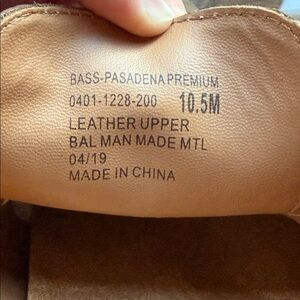 BASS-PASADENA PREMIUM
0401-1228-200 10.5M
LEATHER UPPER
BAL MAN MADE MTL
04/19
MADE IN CHINA